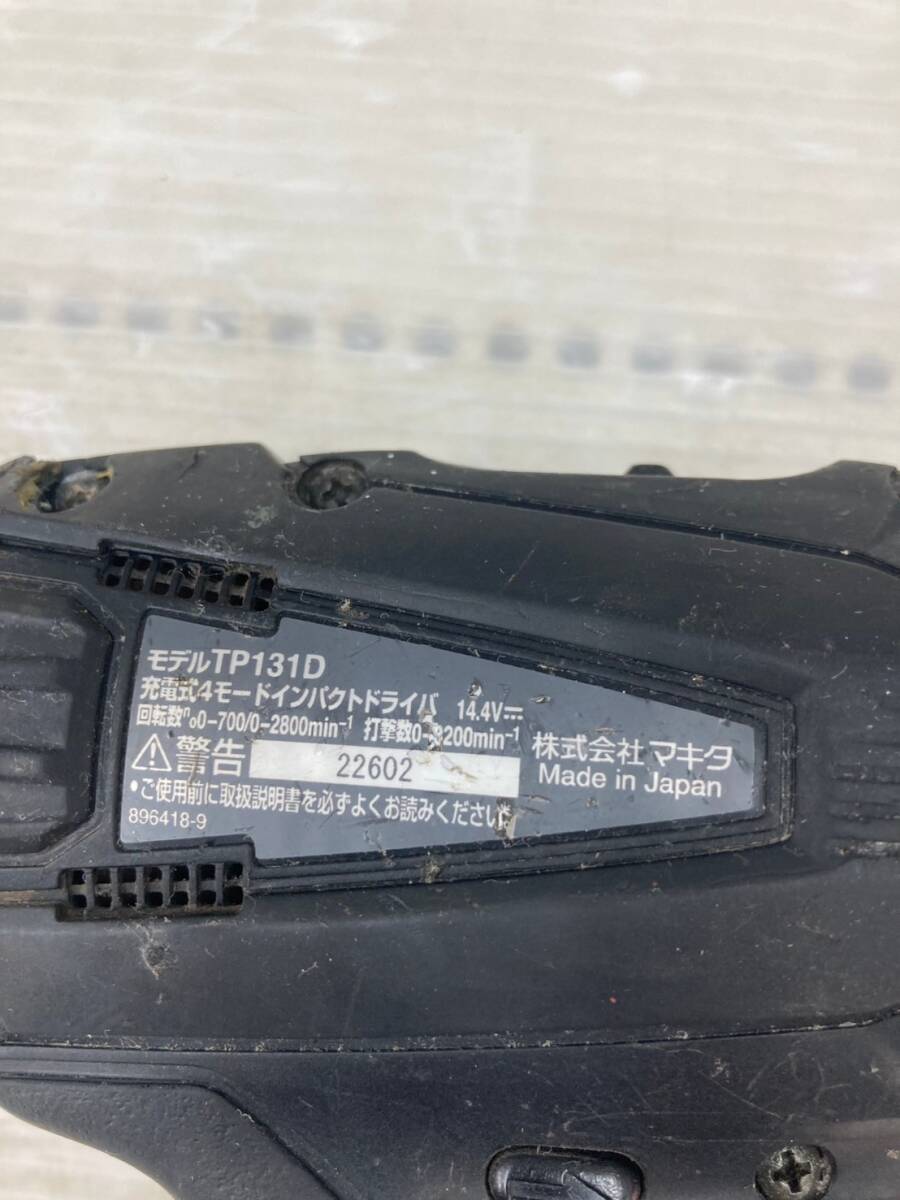 モデルTP131D
充電式4モードインパクトドライバ 14.4V⎓
回転数n₀0-700/0-2800min⁻¹ 打撃数0-3200min⁻¹
警告 22602
•ご使用前に取扱説明書を必ずよくお読みください。
896418-9
株式会社マキタ
Made in Japan